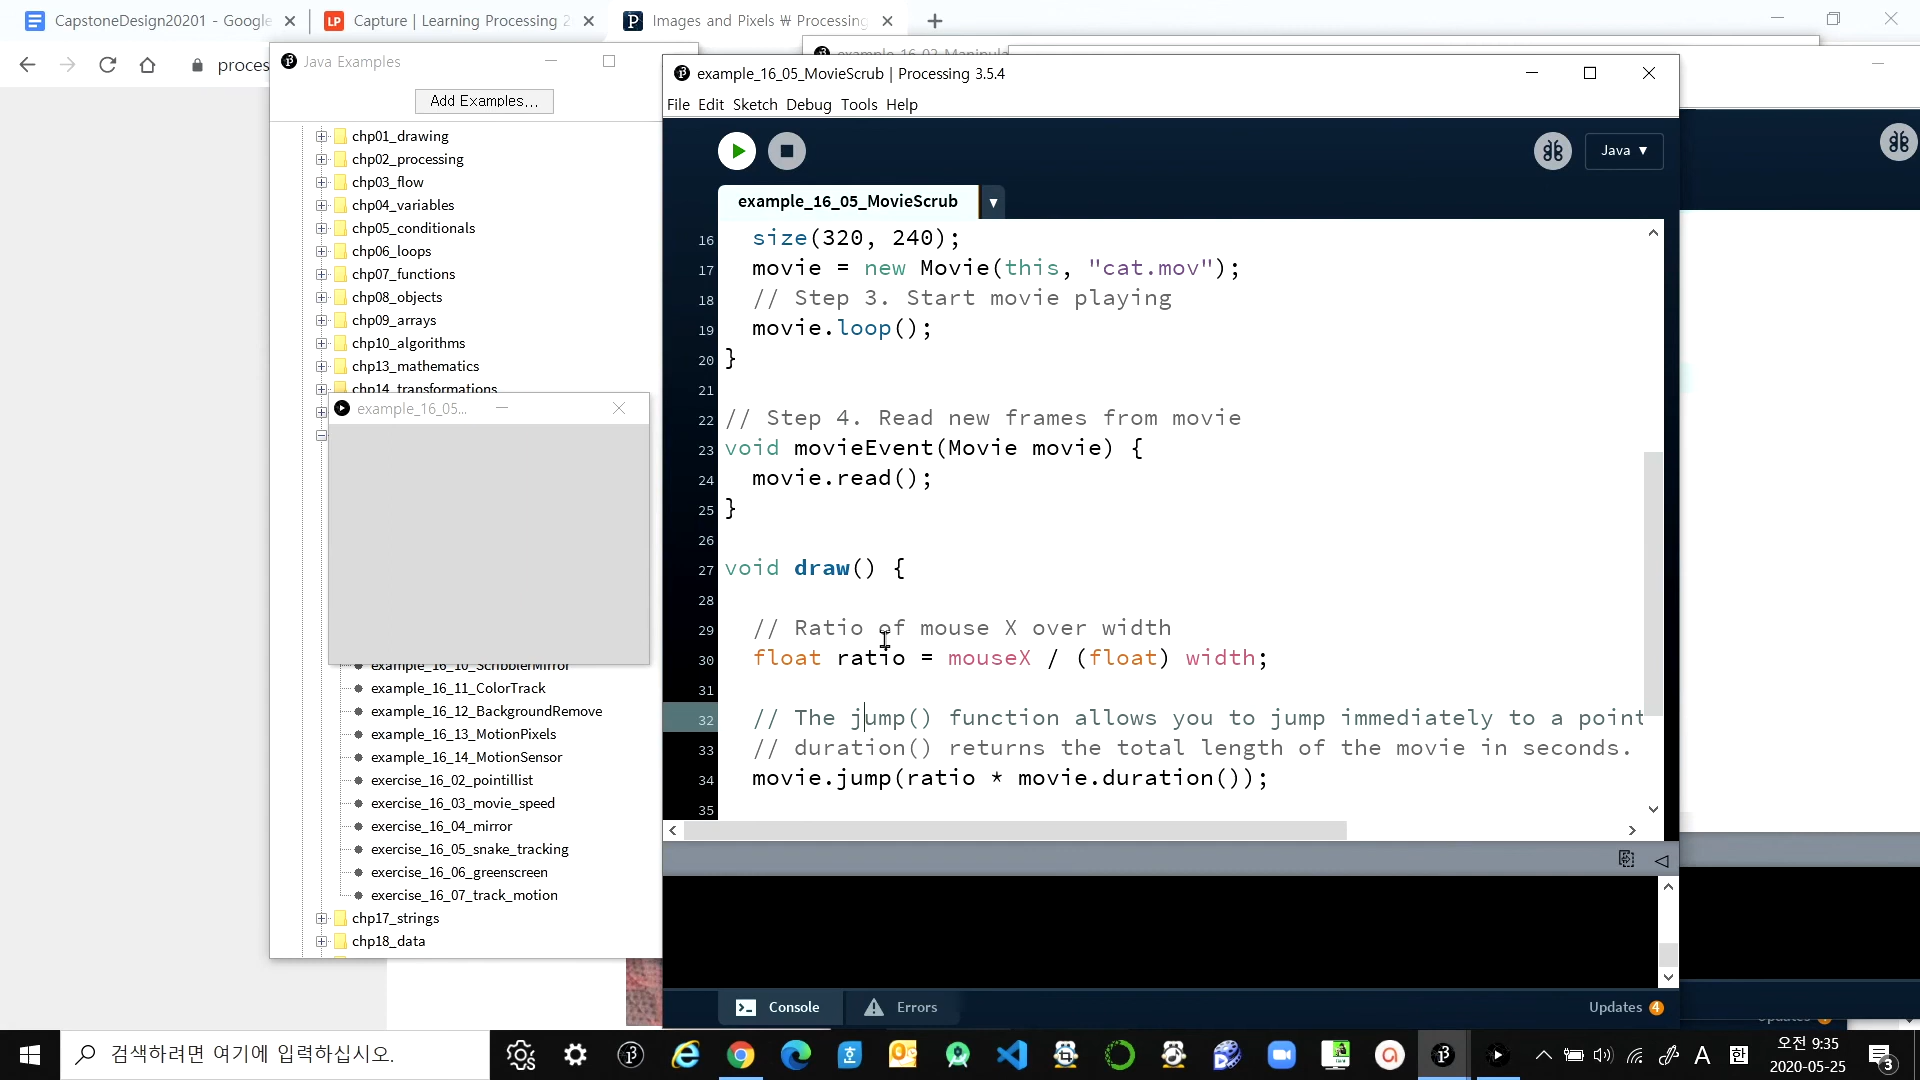 CapstoneDesign20201 - Google
Capture | Learning Processing 2
Images and Pixels ₩ Processing
proces
Java Examples
Add Examples...
chp01_drawing
chp02_processing
chp03_flow
chp04_variables
chp05_conditionals
chp06_loops
chp07_functions
chp08_objects
chp09_arrays
chp10_algorithms
chp13_mathematics
chp14_transformations
example_16_05...
example_16_10_ScribblerMirror
example_16_11_ColorTrack
example_16_12_BackgroundRemove
example_16_13_MotionPixels
example_16_14_MotionSensor
exercise_16_02_pointillist
exercise_16_03_movie_speed
exercise_16_04_mirror
exercise_16_05_snake_tracking
exercise_16_06_greenscreen
exercise_16_07_track_motion
chp17_strings
chp18_data
example_16_05_MovieScrub | Processing 3.5.4
File Edit Sketch Debug Tools Help
Java ▼
example_16_05_MovieScrub ▼
16 size(320, 240);
17 movie = new Movie(this, "cat.mov");
18 // Step 3. Start movie playing
19 movie.loop();
20 }
21
22 // Step 4. Read new frames from movie
23 void movieEvent(Movie movie) {
24 movie.read();
25 }
26
27 void draw() {
28
29 // Ratio of mouse X over width
30 float ratio = mouseX / (float) width;
31
32 // The jump() function allows you to jump immediately to a point
33 // duration() returns the total length of the movie in seconds.
34 movie.jump(ratio * movie.duration());
35
Console
Errors
Updates 4
검색하려면 여기에 입력하십시오.
A
한
오전 9:35
2020-05-25
3